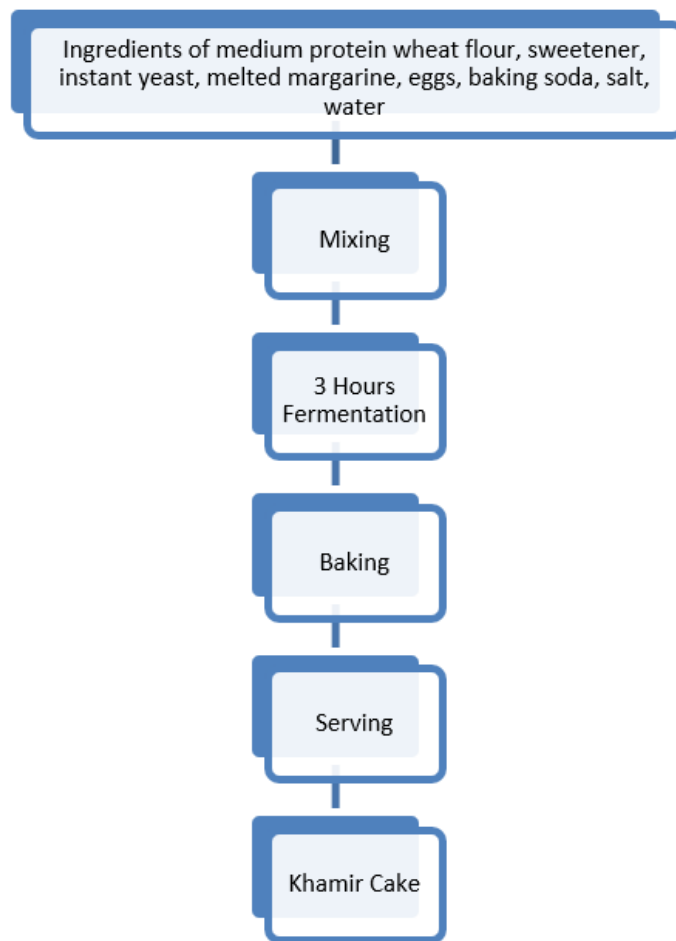 Ingredients of medium protein wheat flour, sweetener,
instant yeast, melted margarine, eggs, baking soda, salt,
water
Mixing
3 Hours
Fermentation
Baking
Serving
Khamir Cake